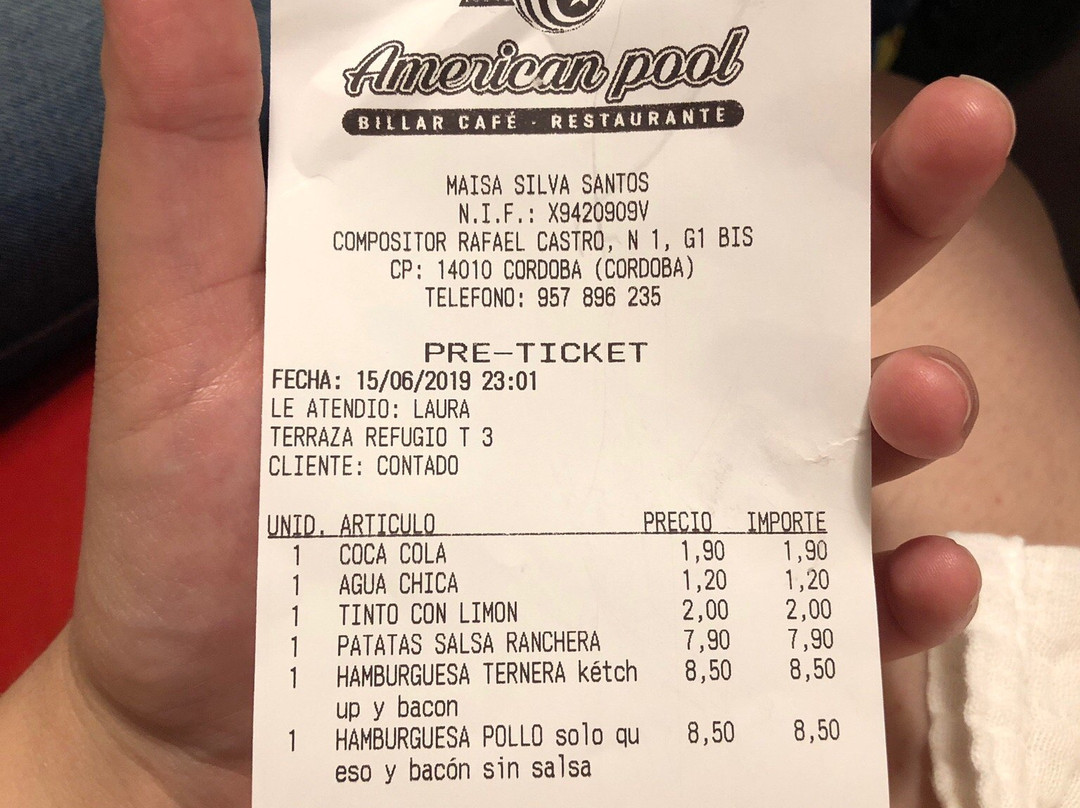 American pool
BILLAR CAFÉ · RESTAURANTE
MAISA SILVA SANTOS
N.I.F.: X9420909V
COMPOSITOR RAFAEL CASTRO, N 1, G1 BIS
CP: 14010 CORDOBA (CORDOBA)
TELEFONO: 957 896 235
PRE-TICKET
FECHA: 15/06/2019 23:01
LE ATENDIO: LAURA
TERRAZA REFUGIO T 3
CLIENTE: CONTADO
UNID. ARTICULO PRECIO IMPORTE
1 COCA COLA 1,90 1,90
1 AGUA CHICA 1,20 1,20
1 TINTO CON LIMON 2,00 2,00
1 PATATAS SALSA RANCHERA 7,90 7,90
1 HAMBURGUESA TERNERA kétch 8,50 8,50
up y bacon
1 HAMBURGUESA POLLO solo qu 8,50 8,50
eso y bacón sin salsa